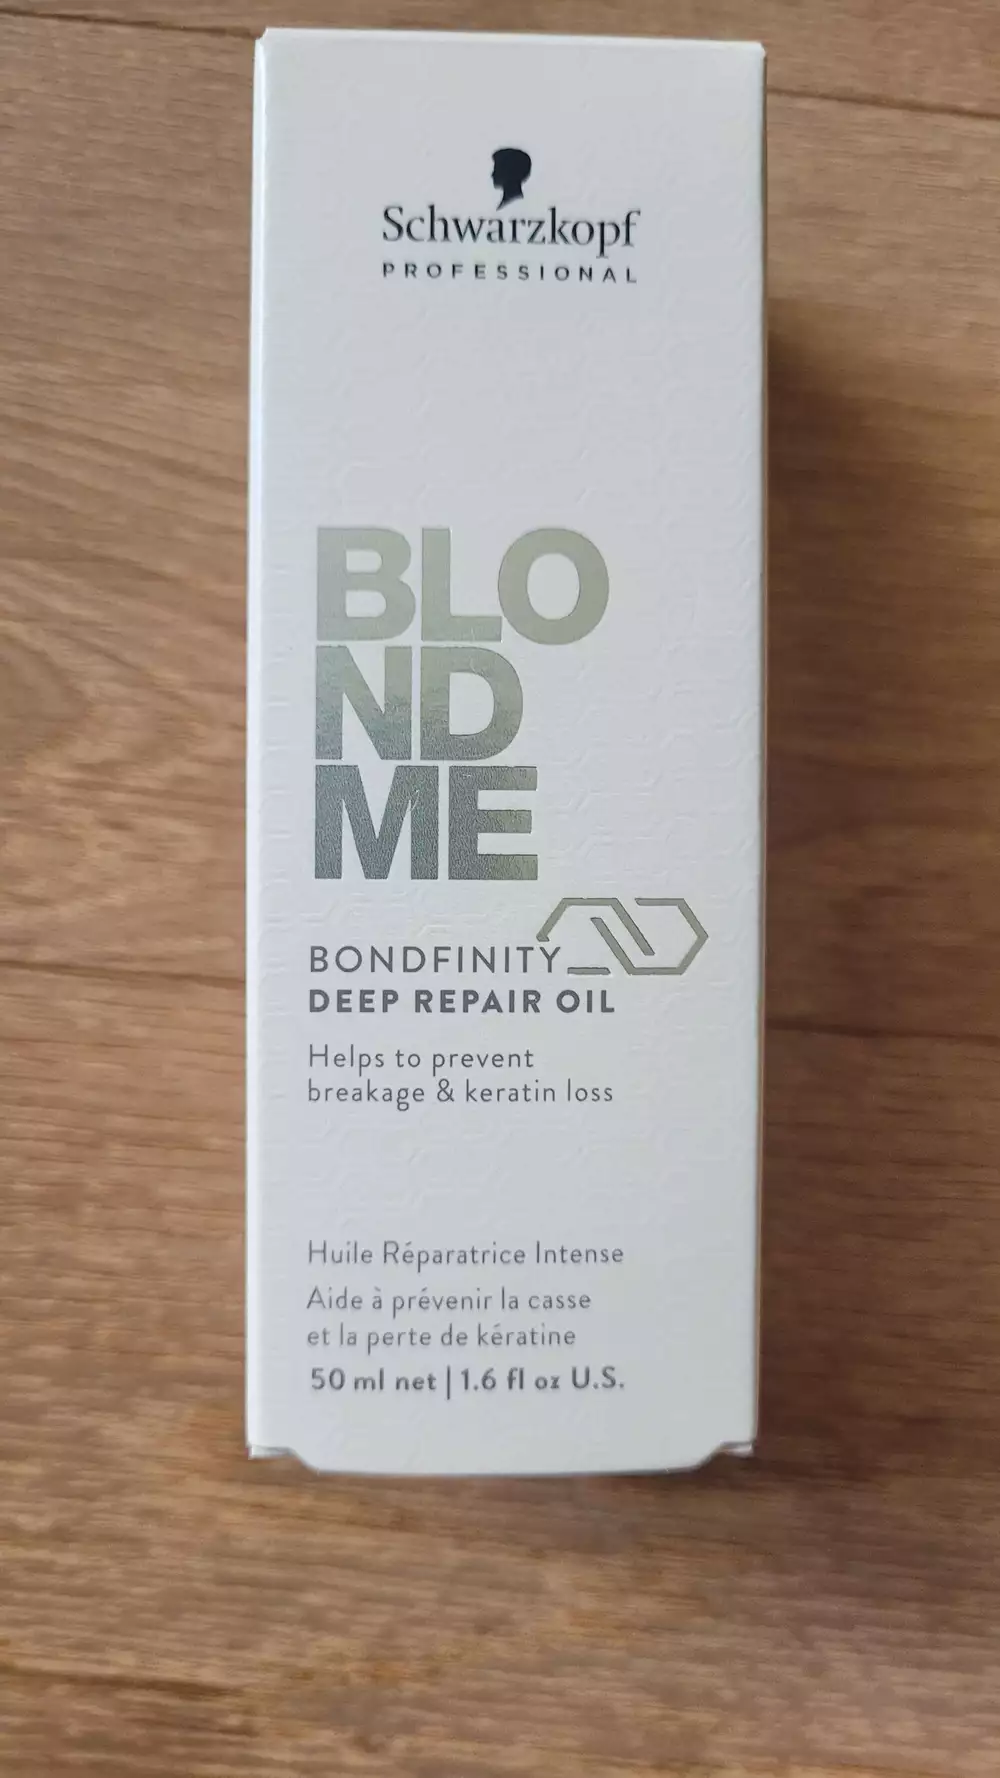 Schwarzkopf
PROFESSIONAL
BLO
ND
ME
BONDFINITY
DEEP REPAIR OIL
Helps to prevent
breakage & keratin loss
Huile Réparatrice Intense
Aide à prévenir la casse
et la perte de kératine
50 ml net | 1.6 fl oz U.S.